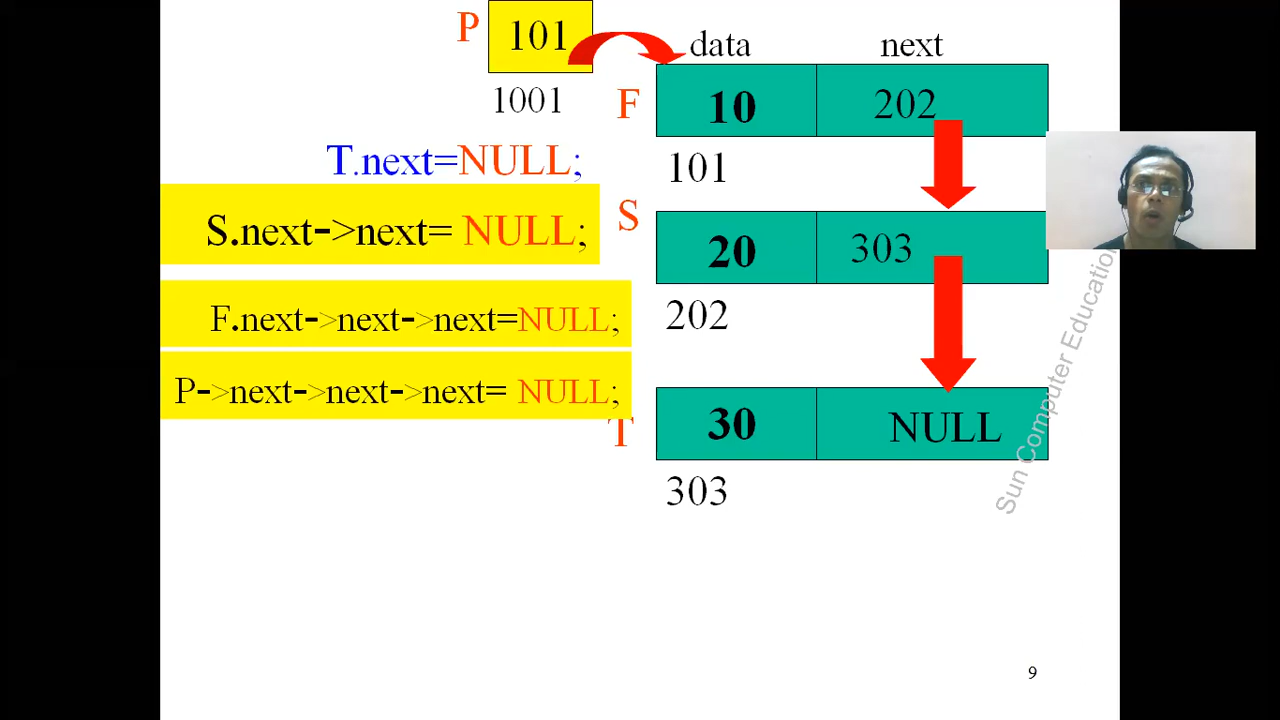 P 101
data next
1001
F 10 202
T.next=NULL;
101
S.next->next= NULL;
S 20 303
F.next->next->next=NULL;
202
P->next->next->next= NULL;
T 30 NULL
303
Sun Computer Education
9